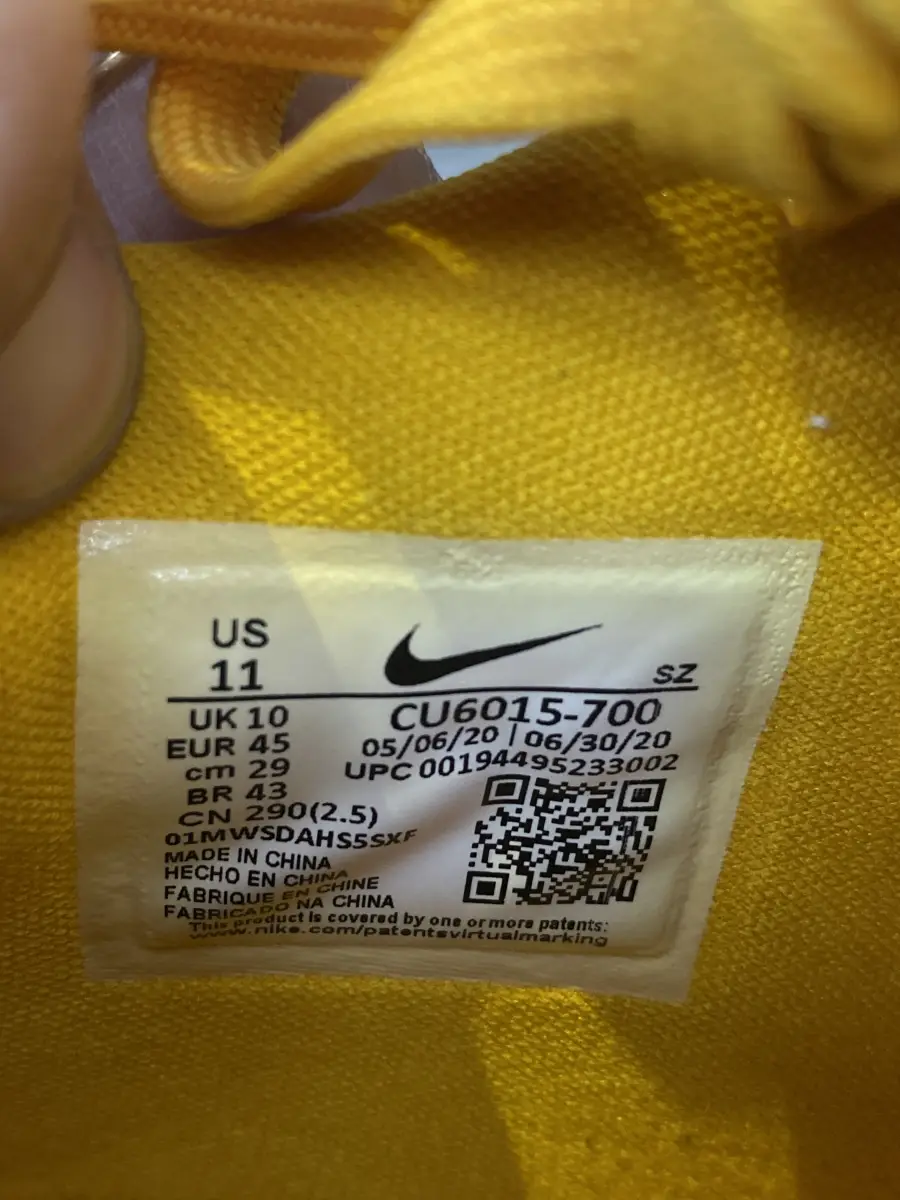 US
11
SZ
UK 10
EUR 45
cm 29
BR 43
CN 290(2.5)
CU6015-700
05/06/20 | 06/30/20
UPC 00194495233002
01MWSDAHS5SXF
MADE IN CHINA
HECHO EN CHINA
FABRIQUE EN CHINE
FABRICADO NA CHINA
This product is covered by one or more patents:
www.nike.com/patentsvirtualmarking